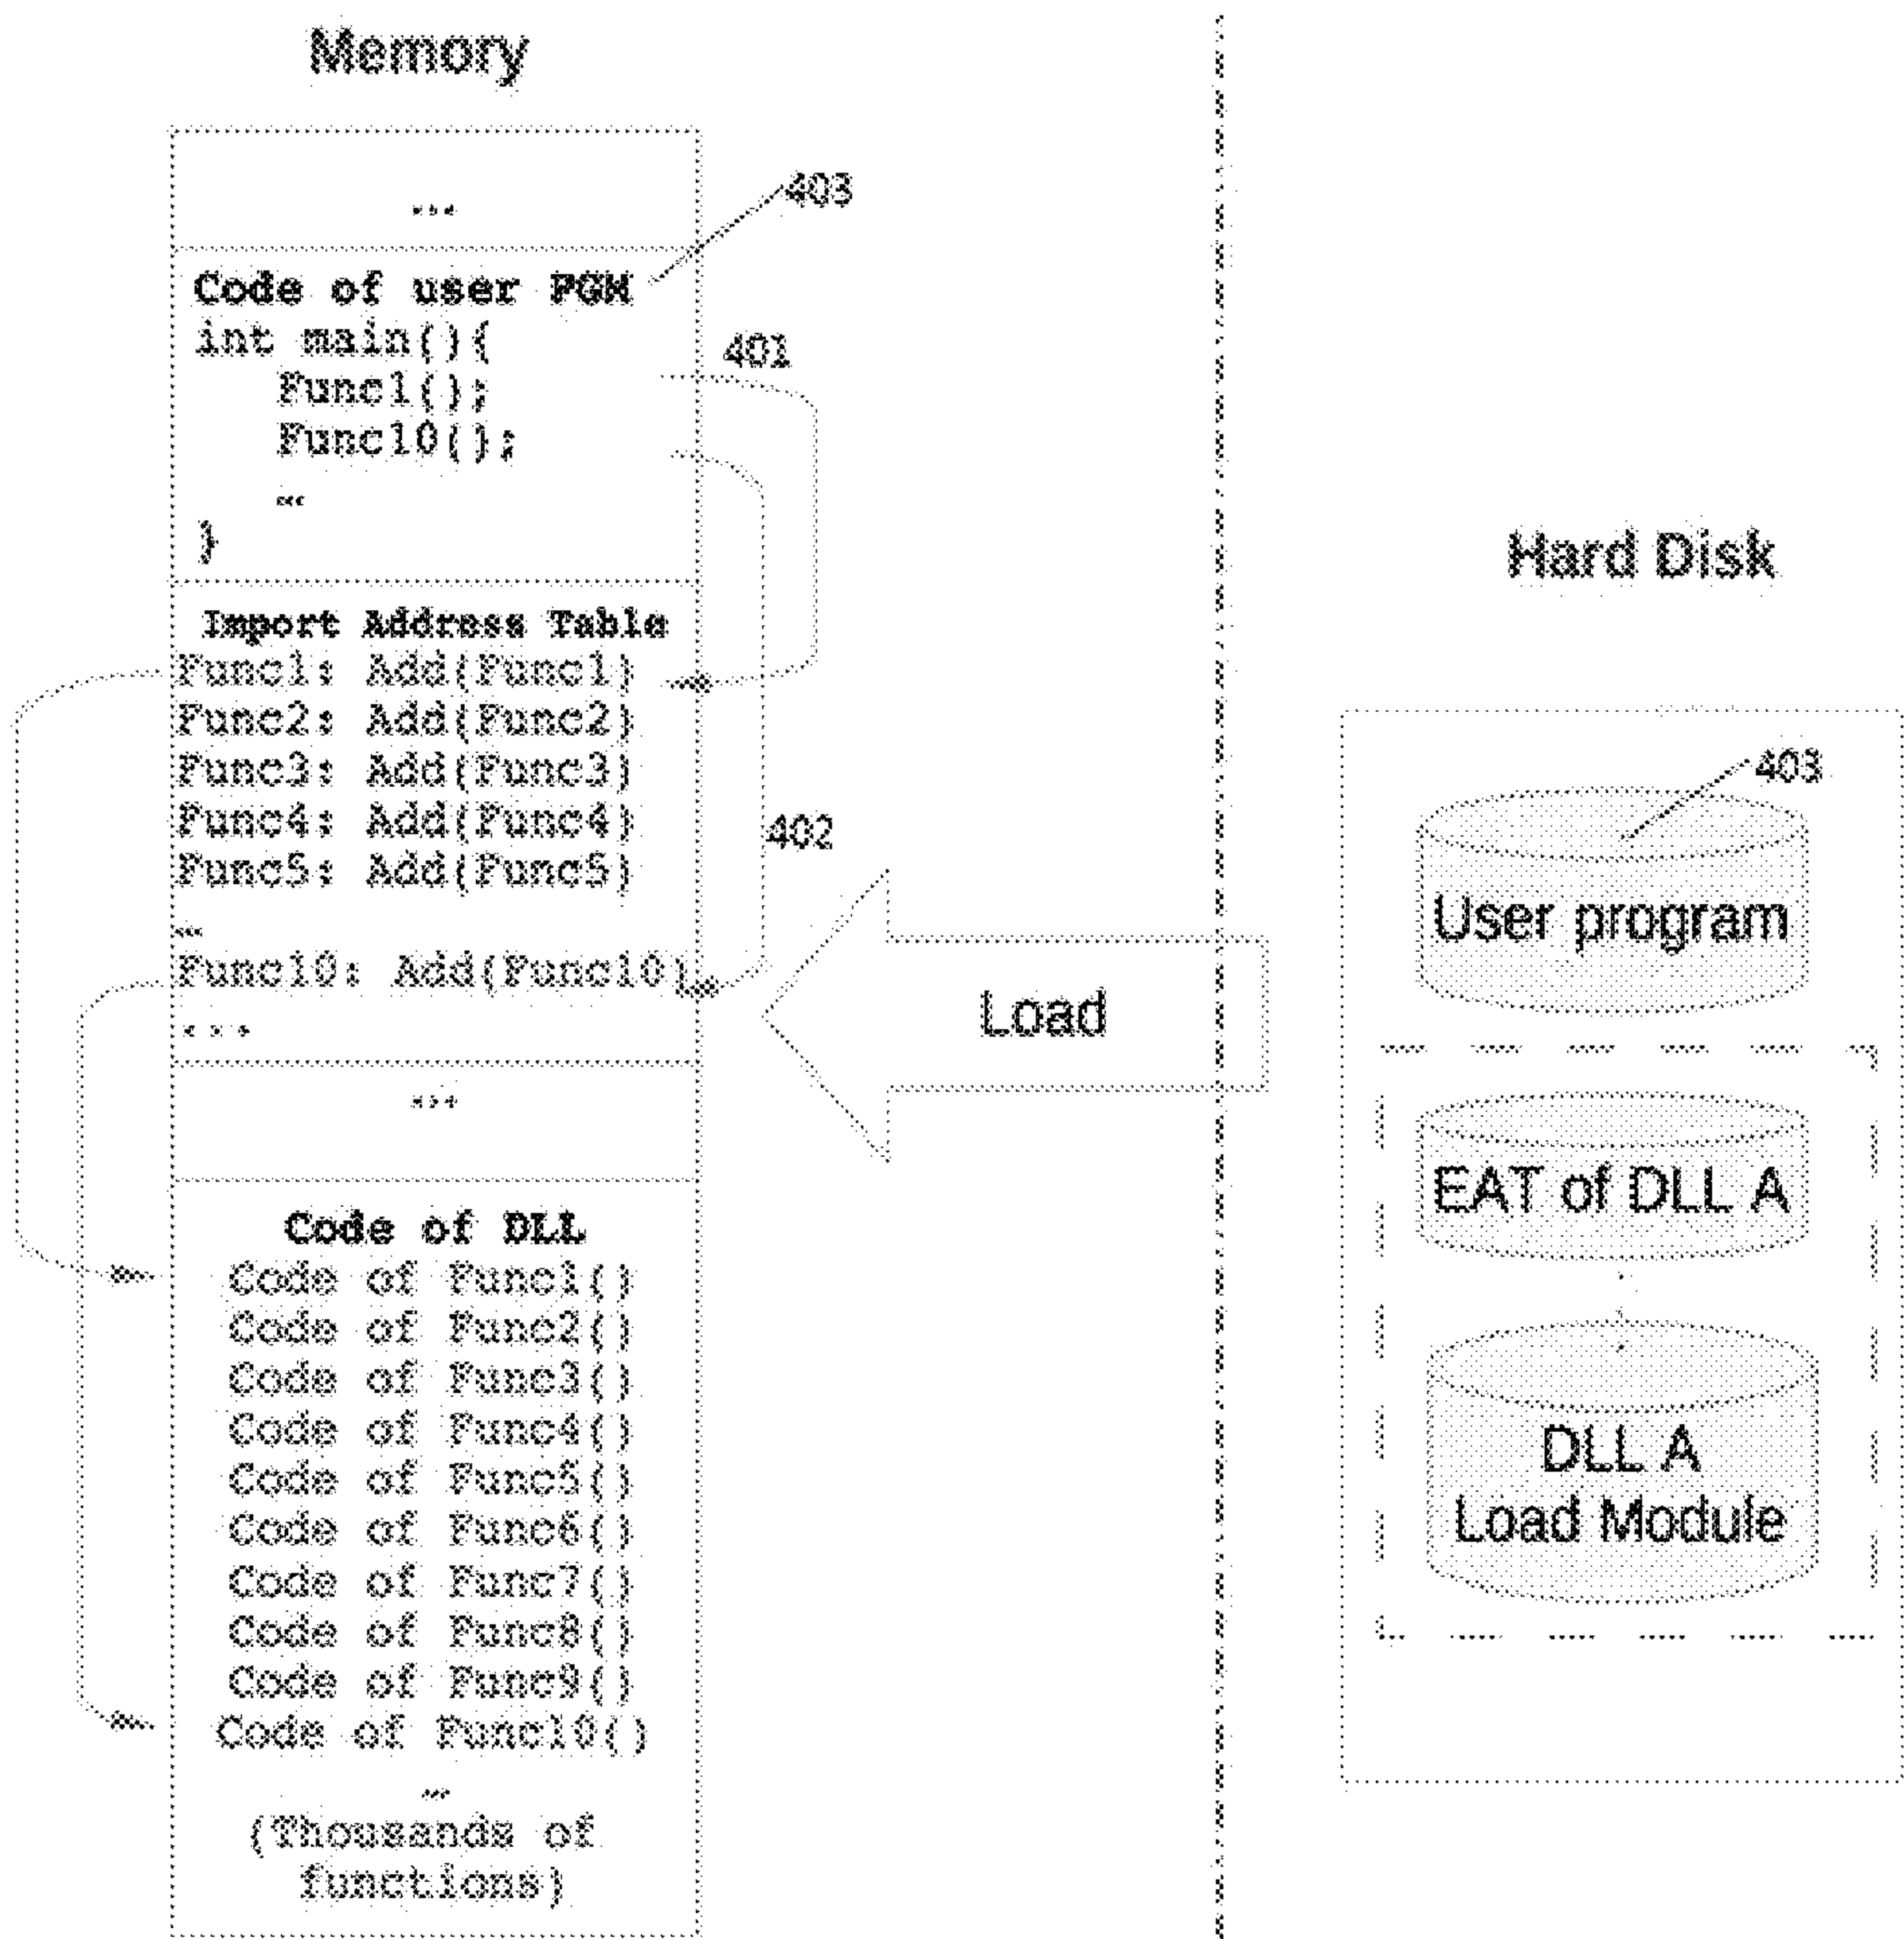 Memory
...
403
Code of user PGM
int main(){
Func1();
Func10();
…
}
401
Import Address Table
Func1: Add(Func1)
Func2: Add(Func2)
Func3: Add(Func3)
Func4: Add(Func4)
Func5: Add(Func5)
…
Func10: Add(Func10)
...
402
...
Code of DLL
Code of Func1()
Code of Func2()
Code of Func3()
Code of Func4()
Code of Func5()
Code of Func6()
Code of Func7()
Code of Func8()
Code of Func9()
Code of Func10()
…
(Thousands of
functions)
Load
Hard Disk
403
User program
EAT of DLL A
DLL A
Load Module